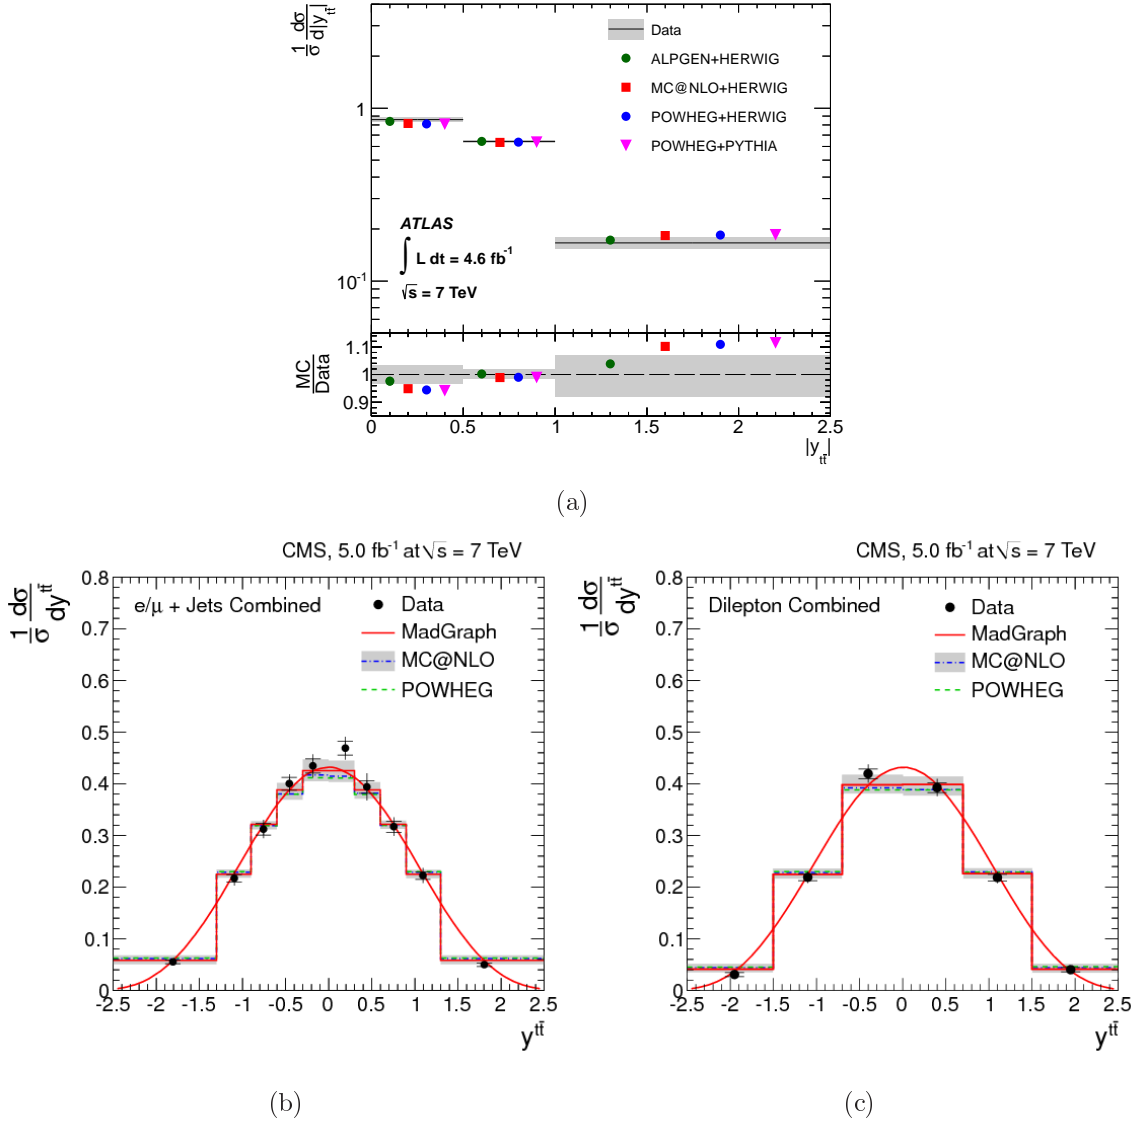 1/σ dσ/d|y_tt̄|
Data
ALPGEN+HERWIG
MC@NLO+HERWIG
POWHEG+HERWIG
POWHEG+PYTHIA
1
10⁻¹
ATLAS
∫ L dt = 4.6 fb⁻¹
√s = 7 TeV
MC/Data
1.1
1
0.9
0 0.5 1 1.5 2 2.5
|y_tt̄|
(a)
CMS, 5.0 fb⁻¹ at √s = 7 TeV
1/σ dσ/dy^tt̄
e/μ + Jets Combined
Data
MadGraph
MC@NLO
POWHEG
0.8
0.7
0.6
0.5
0.4
0.3
0.2
0.1
0
-2.5 -2 -1.5 -1 -0.5 0 0.5 1 1.5 2 2.5
y^tt̄
(b)
CMS, 5.0 fb⁻¹ at √s = 7 TeV
1/σ dσ/dy^tt̄
Dilepton Combined
Data
MadGraph
MC@NLO
POWHEG
0.8
0.7
0.6
0.5
0.4
0.3
0.2
0.1
0
-2.5 -2 -1.5 -1 -0.5 0 0.5 1 1.5 2 2.5
y^tt̄
(c)